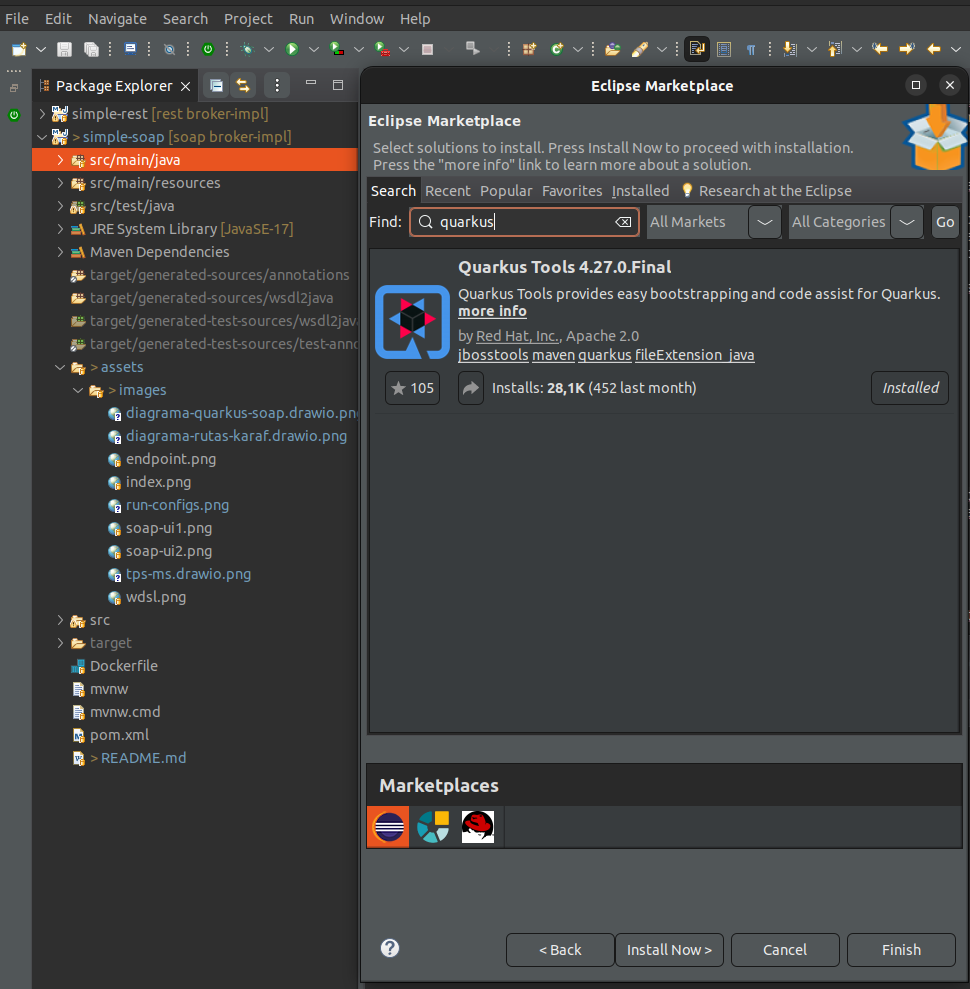 File Edit Navigate Search Project Run Window Help
Package Explorer
simple-rest [rest broker-impl]
> simple-soap [soap broker-impl]
src/main/java
src/main/resources
src/test/java
JRE System Library [JavaSE-17]
Maven Dependencies
target/generated-sources/annotations
target/generated-sources/wsdl2java
target/generated-test-sources/wsdl2java
target/generated-test-sources/test-anno
> assets
> images
diagrama-quarkus-soap.drawio.png
diagrama-rutas-karaf.drawio.png
endpoint.png
index.png
run-configs.png
soap-ui1.png
soap-ui2.png
tps-ms.drawio.png
wdsl.png
src
target
Dockerfile
mvnw
mvnw.cmd
pom.xml
> README.md
Eclipse Marketplace
Eclipse Marketplace
Select solutions to install. Press Install Now to proceed with installation.
Press the "more info" link to learn more about a solution.
Search Recent Popular Favorites Installed Research at the Eclipse
Find: quarkus All Markets All Categories Go
Quarkus Tools 4.27.0.Final
Quarkus Tools provides easy bootstrapping and code assist for Quarkus.
more info
by Red Hat, Inc., Apache 2.0
jbosstools maven quarkus fileExtension_java
105 Installs: 28,1K (452 last month) Installed
Marketplaces
? < Back Install Now > Cancel Finish